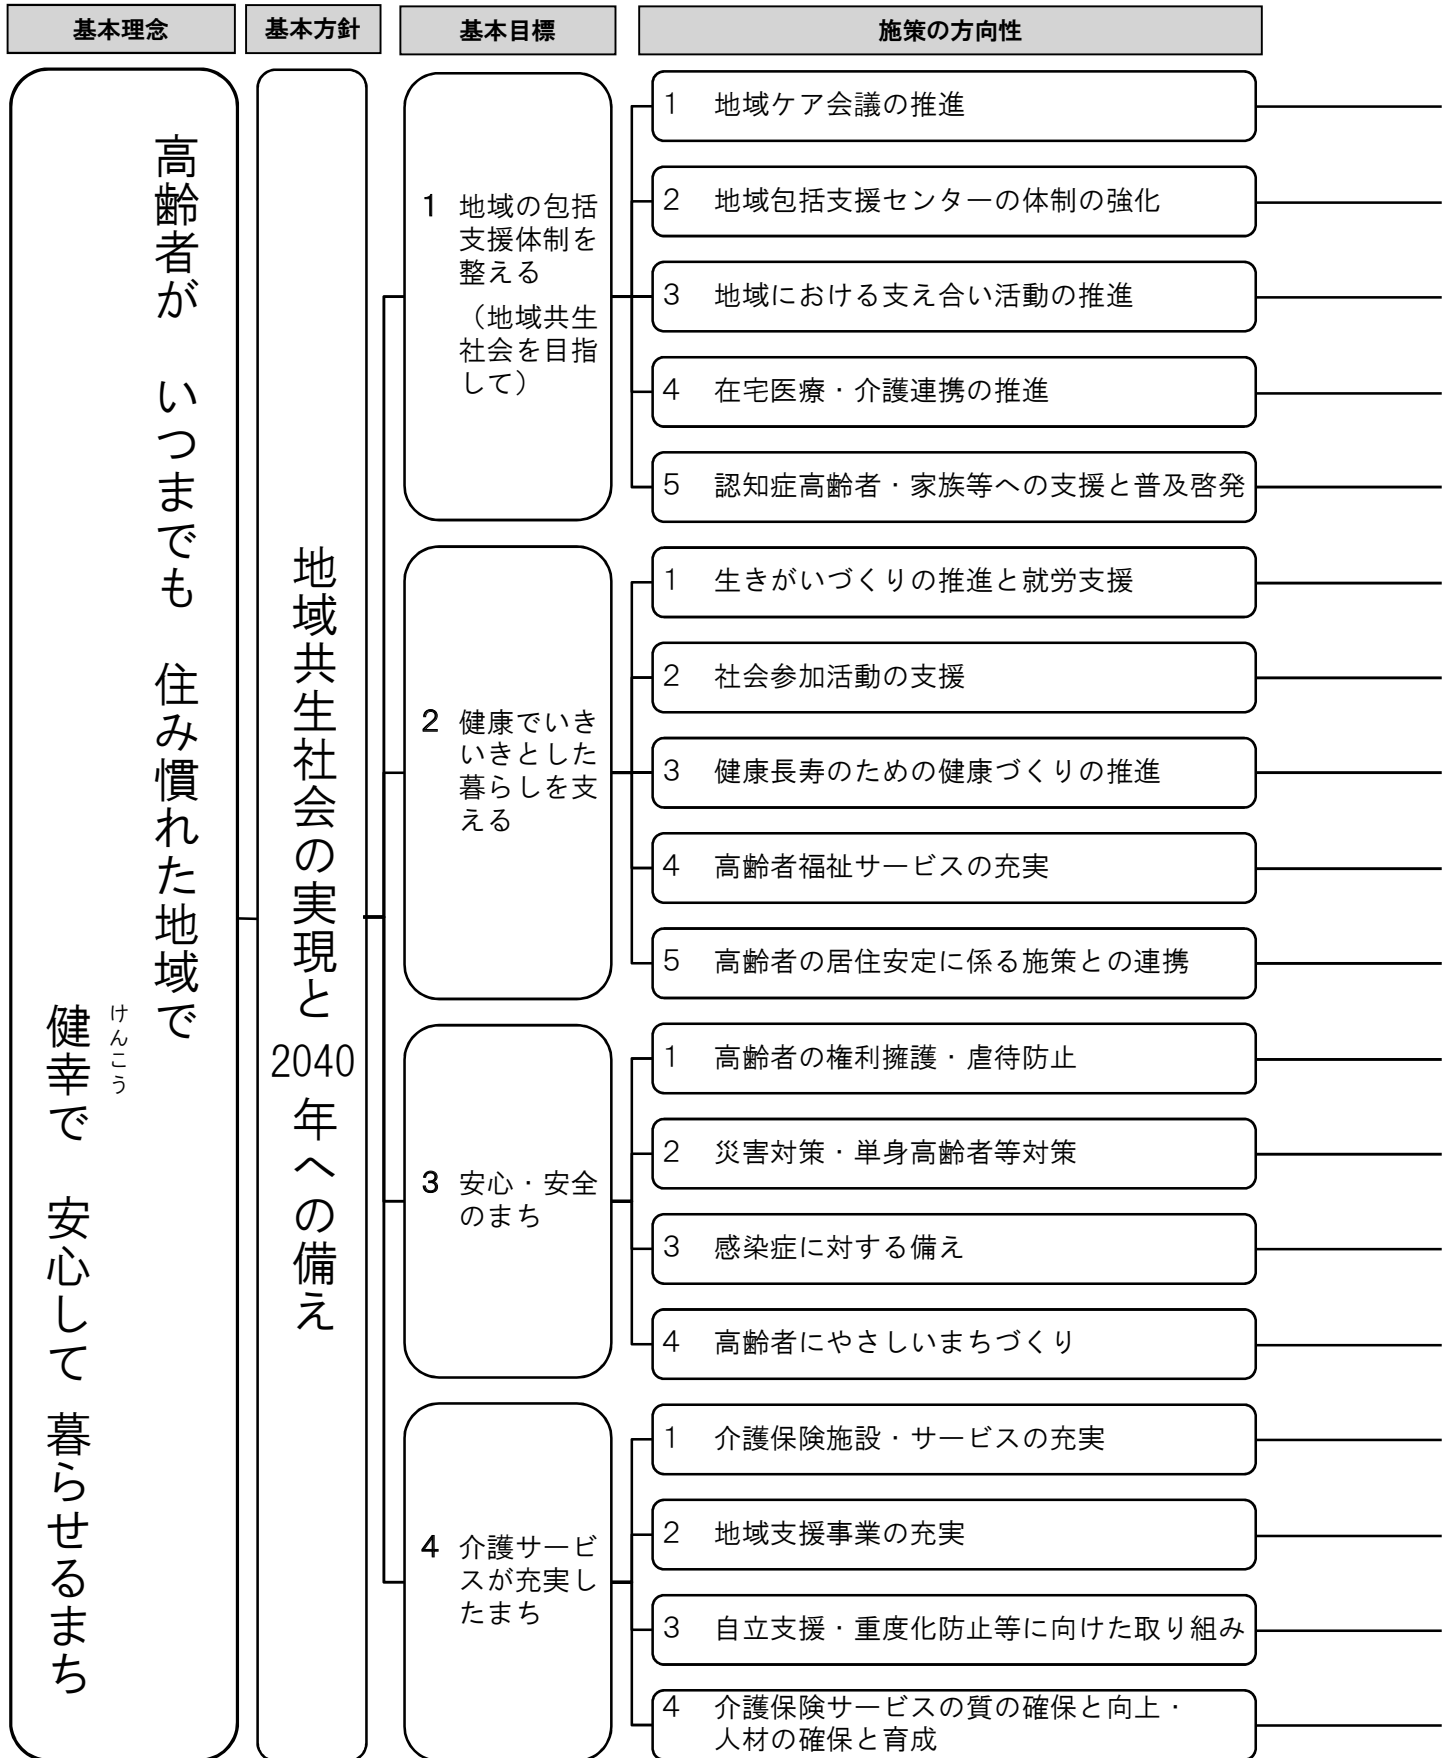 基本理念
基本方針
基本目標
施策の方向性
高齢者が　いつまでも　住み慣れた地域で
けんこう
健幸で　安心して　暮らせるまち
地域共生社会の実現と2040年への備え
1 地域の包括
支援体制を
整える
（地域共生
社会を目指
して）
1 地域ケア会議の推進
2 地域包括支援センターの体制の強化
3 地域における支え合い活動の推進
4 在宅医療・介護連携の推進
5 認知症高齢者・家族等への支援と普及啓発
2 健康でいき
いきとした
暮らしを支
える
1 生きがいづくりの推進と就労支援
2 社会参加活動の支援
3 健康長寿のための健康づくりの推進
4 高齢者福祉サービスの充実
5 高齢者の居住安定に係る施策との連携
3 安心・安全
のまち
1 高齢者の権利擁護・虐待防止
2 災害対策・単身高齢者等対策
3 感染症に対する備え
4 高齢者にやさしいまちづくり
4 介護サービ
スが充実し
たまち
1 介護保険施設・サービスの充実
2 地域支援事業の充実
3 自立支援・重度化防止等に向けた取り組み
4 介護保険サービスの質の確保と向上・
人材の確保と育成